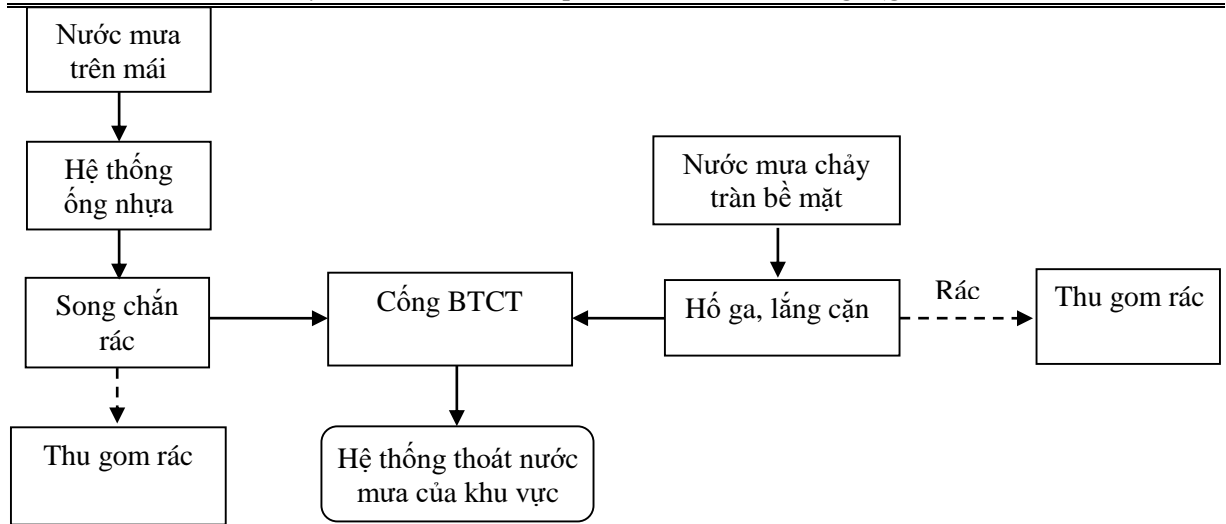 Nước mưa
trên mái
Hệ thống
ống nhựa
Nước mưa chảy
tràn bề mặt
Song chắn
rác
Cống BTCT
Hố ga, lắng cặn
Rác
Thu gom rác
Thu gom rác
Hệ thống thoát nước
mưa của khu vực